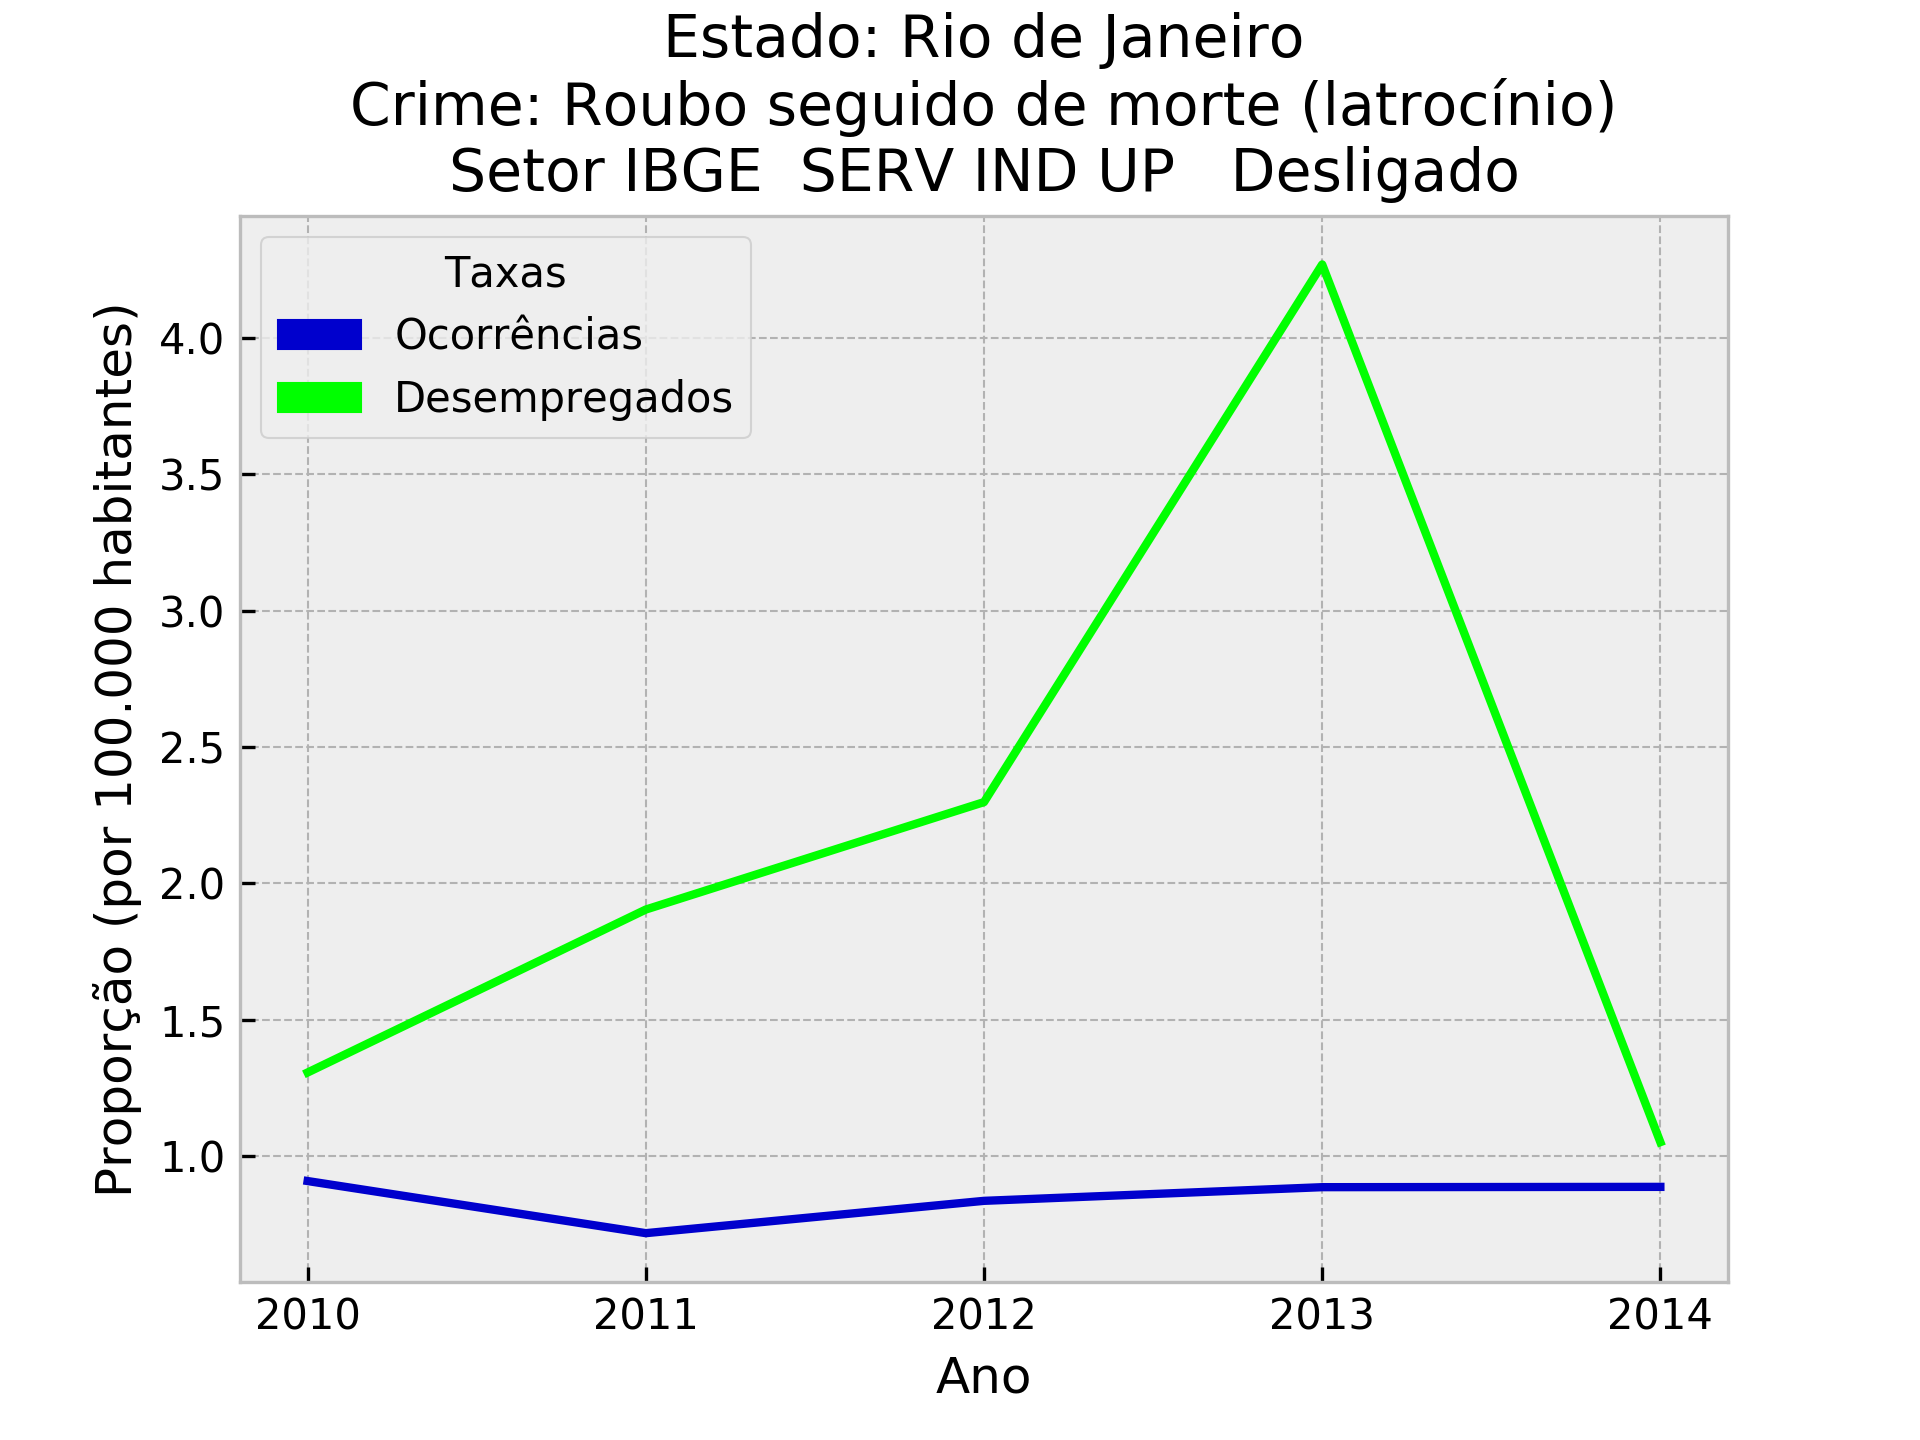 Estado: Rio de Janeiro
Crime: Roubo seguido de morte (latrocínio)
Setor IBGE  SERV IND UP   Desligado
Taxas
Ocorrências
Desempregados
Proporção (por 100.000 habitantes)
4.0
3.5
3.0
2.5
2.0
1.5
1.0
2010 2011 2012 2013 2014
Ano